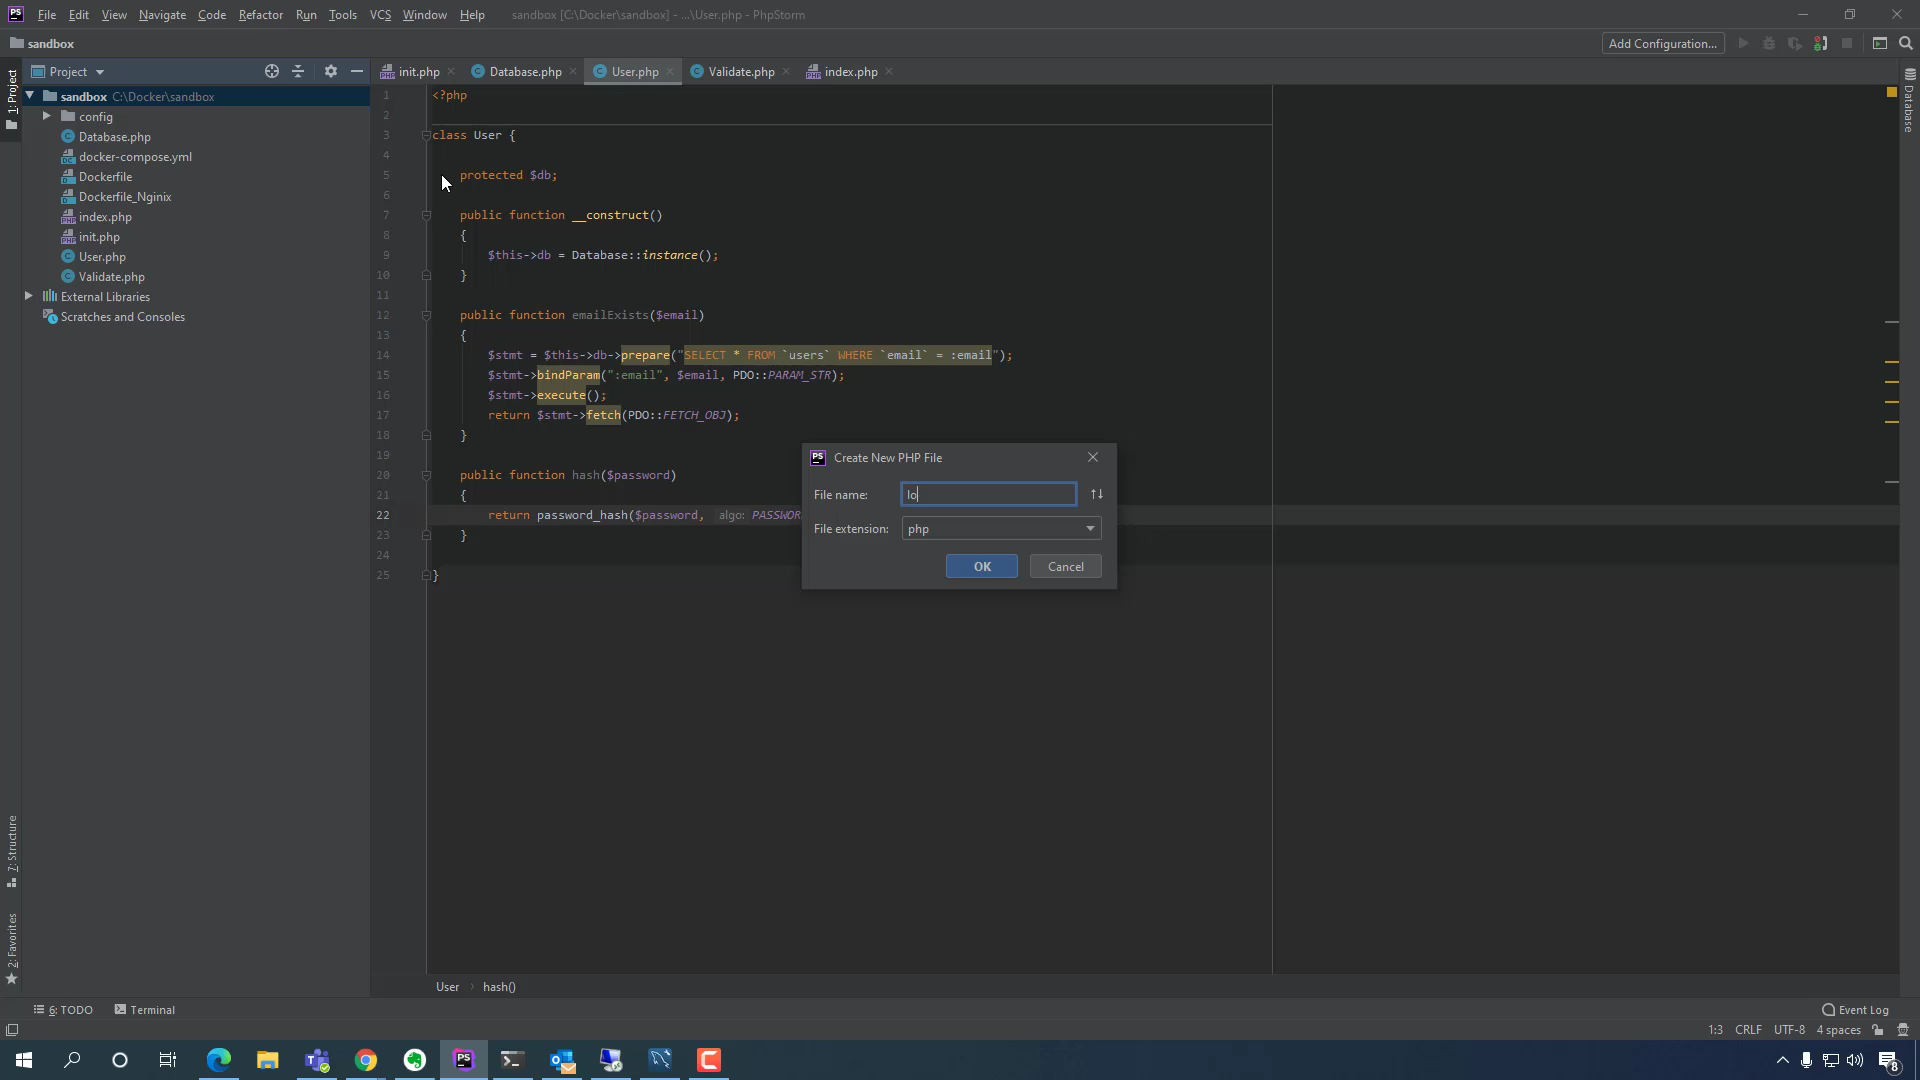 PS File Edit View Navigate Code Refactor Run Tools VCS Window Help sandbox [C:\Docker\sandbox] - ...\User.php - PhpStorm
sandbox Add Configuration...
Project init.php Database.php User.php Validate.php index.php
1: Project
sandbox C:\Docker\sandbox
config
Database.php
docker-compose.yml
Dockerfile
Dockerfile_Nginix
index.php
init.php
User.php
Validate.php
External Libraries
Scratches and Consoles
7: Structure
2: Favorites
1 <?php
2
3 class User {
4
5 protected $db;
6
7 public function __construct()
8 {
9 $this->db = Database::instance();
10 }
11
12 public function emailExists($email)
13 {
14 $stmt = $this->db->prepare("SELECT * FROM `users` WHERE `email` = :email");
15 $stmt->bindParam(":email", $email, PDO::PARAM_STR);
16 $stmt->execute();
17 return $stmt->fetch(PDO::FETCH_OBJ);
18 }
19
20 public function hash($password)
21 {
22 return password_hash($password, algo: PASSWOR
23 }
24
25 }
Create New PHP File
File name: lo
File extension: php
OK Cancel
Database
User hash()
6: TODO Terminal Event Log
1:3 CRLF UTF-8 4 spaces
PS
8